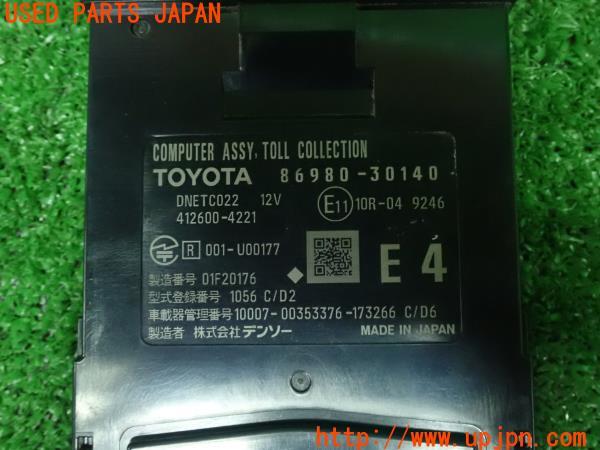 USED PARTS JAPAN
COMPUTER ASSY, TOLL COLLECTION
TOYOTA 86980-30140
DNETC022 12V
E11 10R-04 9246
412600-4221
R 001-U00177
E 4
製造番号 01F20176
型式登録番号 1056 C/D2
車載器管理番号 10007-00353376-173266 C/D6
製造者 株式会社デンソー MADE IN JAPAN
UPJ http://www.upjpn.com